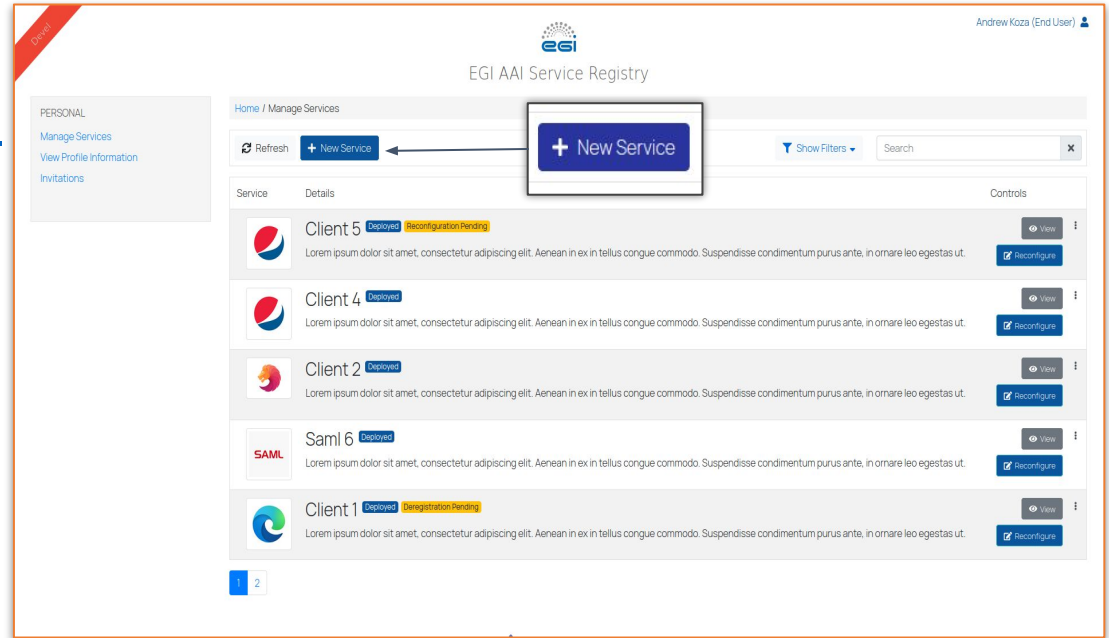 Devel
Andrew Koza (End User)
egi
EGI AAI Service Registry
PERSONAL
Manage Services
View Profile Information
Invitations
Home / Manage Services
Refresh
+ New Service
+ New Service
Show Filters
Search
x
Service Details Controls
Client 5 Deployed Reconfiguration Pending
Lorem ipsum dolor sit amet, consectetur adipiscing elit. Aenean in ex in tellus congue commodo. Suspendisse condimentum purus ante, in ornare leo egestas ut.
View
Reconfigure
Client 4 Deployed
Lorem ipsum dolor sit amet, consectetur adipiscing elit. Aenean in ex in tellus congue commodo. Suspendisse condimentum purus ante, in ornare leo egestas ut.
View
Reconfigure
Client 2 Deployed
Lorem ipsum dolor sit amet, consectetur adipiscing elit. Aenean in ex in tellus congue commodo. Suspendisse condimentum purus ante, in ornare leo egestas ut.
View
Reconfigure
SAML
Saml 6 Deployed
Lorem ipsum dolor sit amet, consectetur adipiscing elit. Aenean in ex in tellus congue commodo. Suspendisse condimentum purus ante, in ornare leo egestas ut.
View
Reconfigure
Client 1 Deployed Deregistration Pending
Lorem ipsum dolor sit amet, consectetur adipiscing elit. Aenean in ex in tellus congue commodo. Suspendisse condimentum purus ante, in ornare leo egestas ut.
View
Reconfigure
1 2